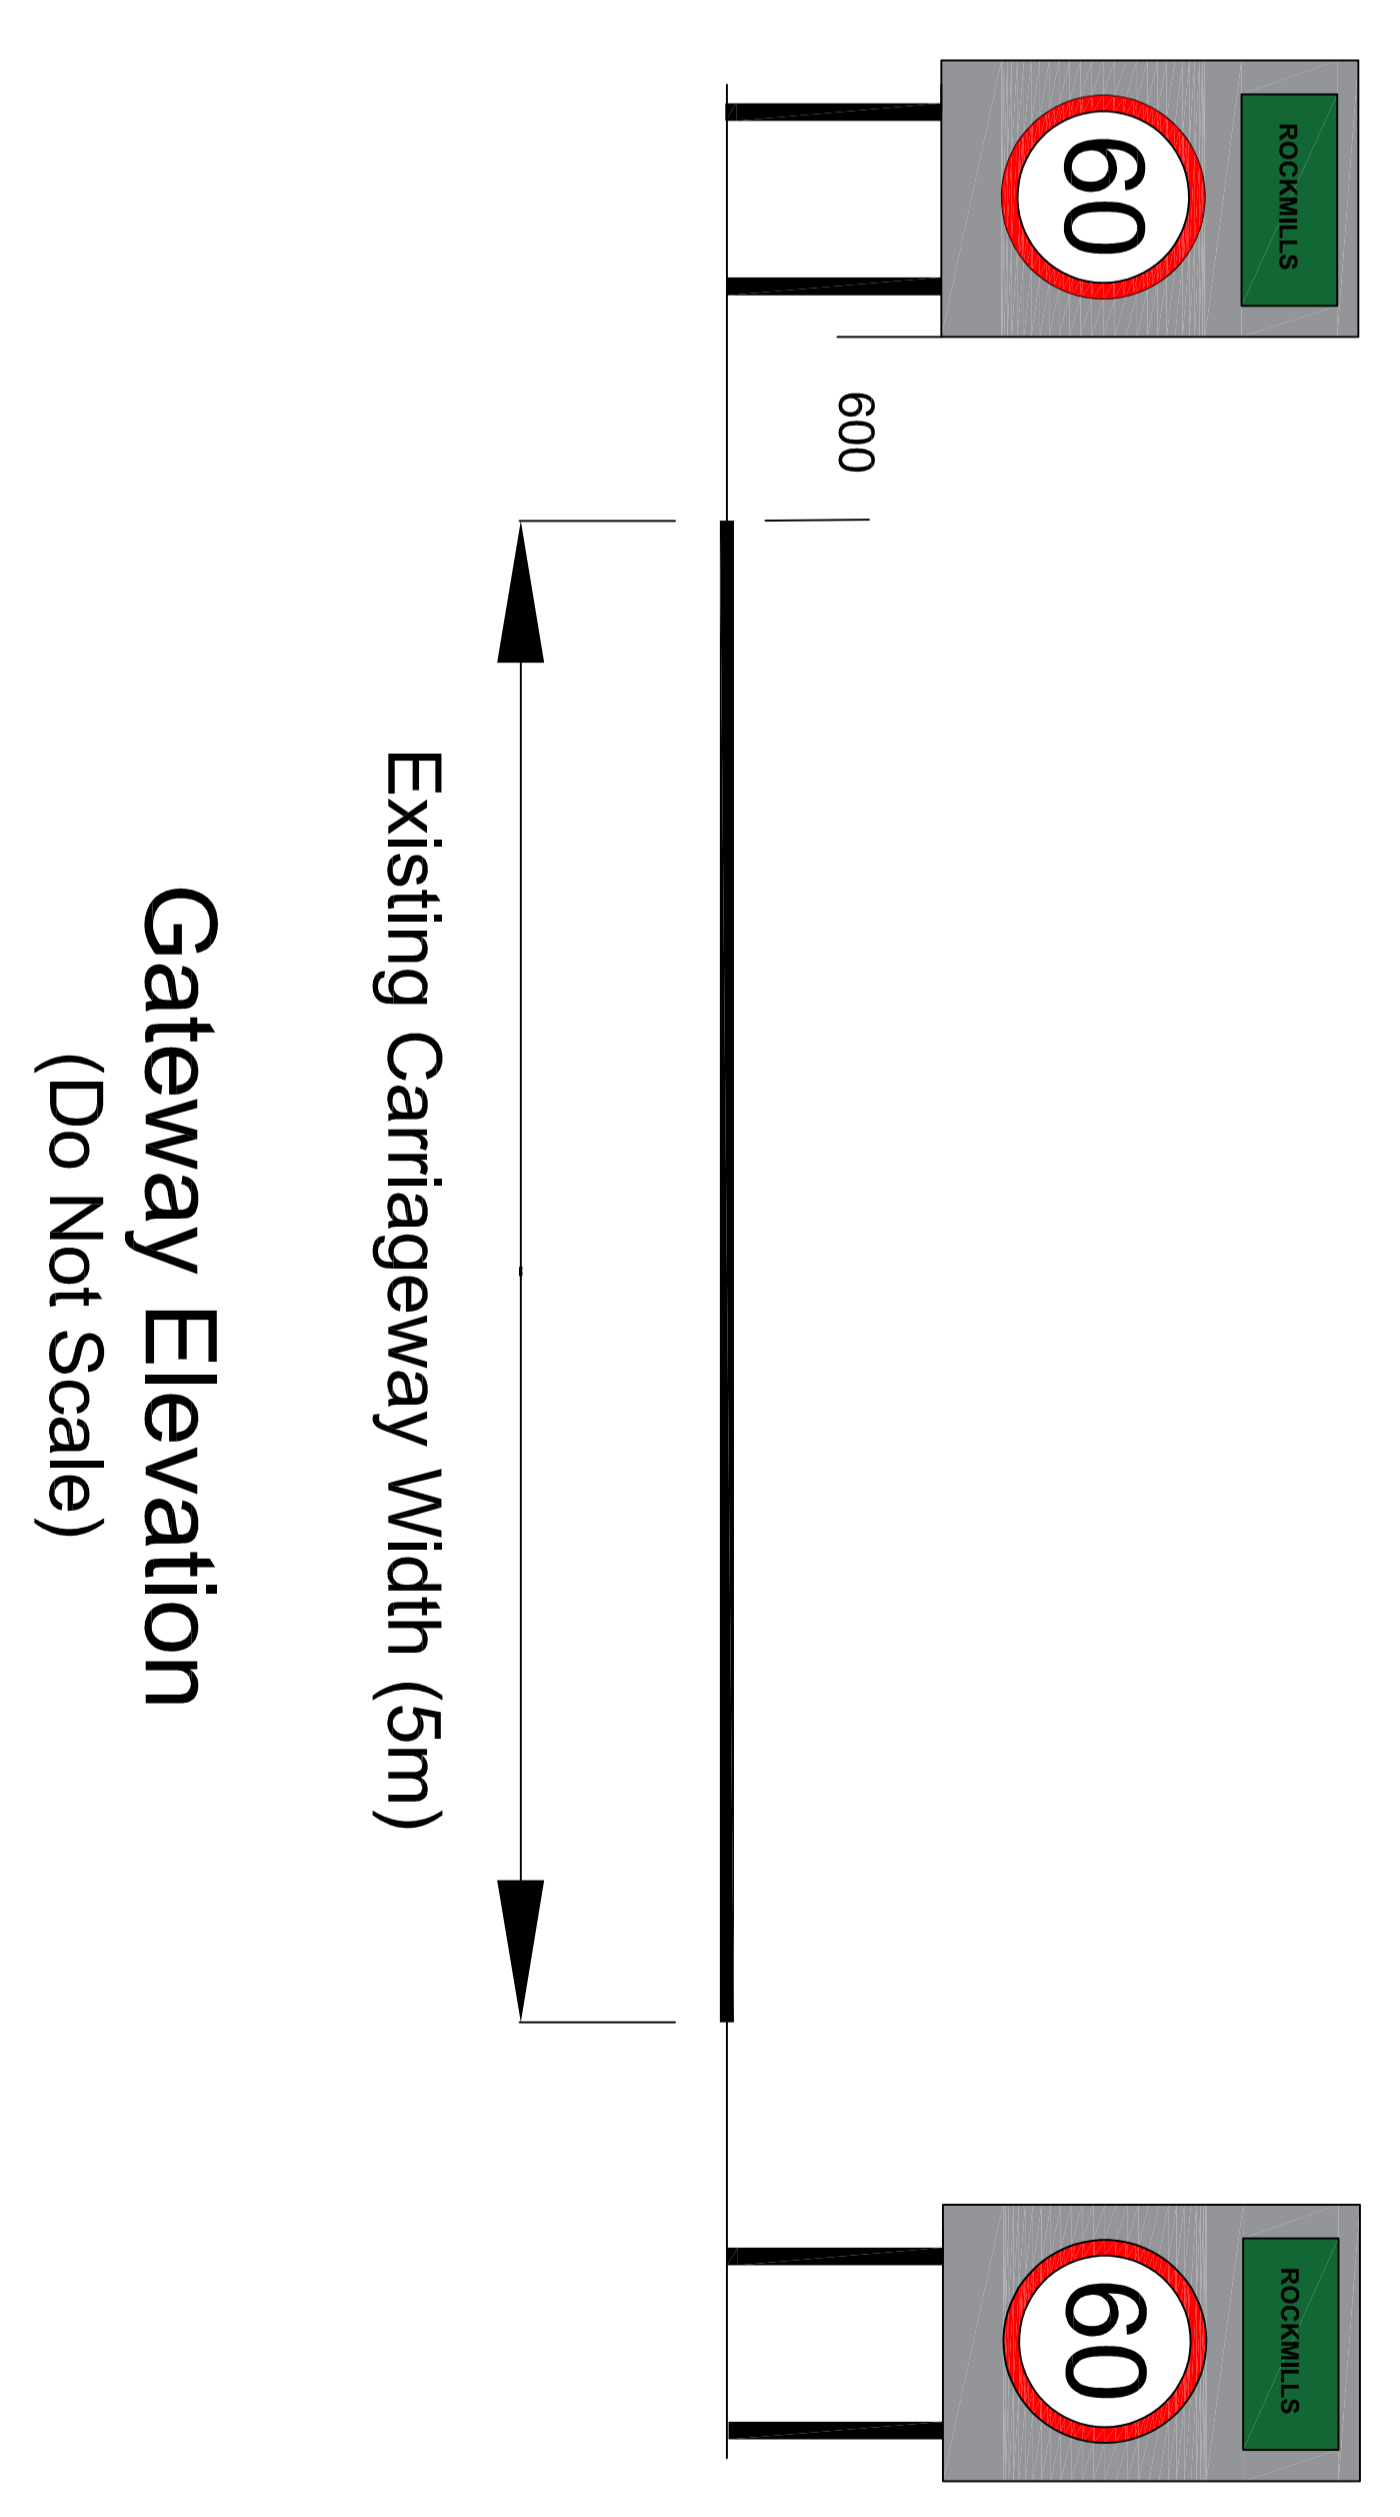 ROCKMILLS
60
600
ROCKMILLS
60
Existing Carriageway Width (5m)
Gateway Elevation
(Do Not Scale)